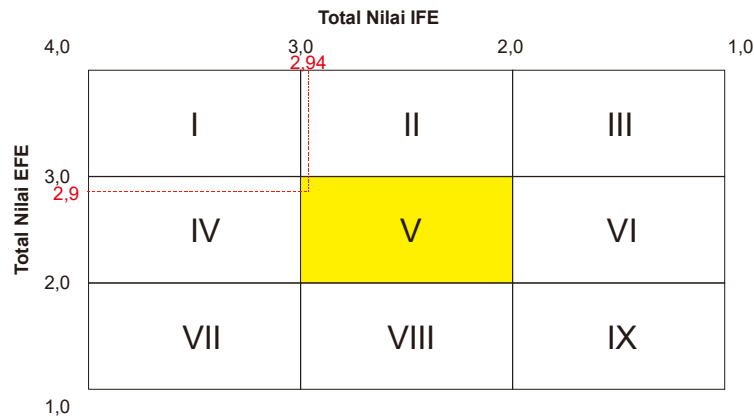 Total Nilai IFE
4,0 3,0 2,0 1,0
2,94
I II III
3,0
2,9
Total Nilai EFE
IV V VI
2,0
VII VIII IX
1,0